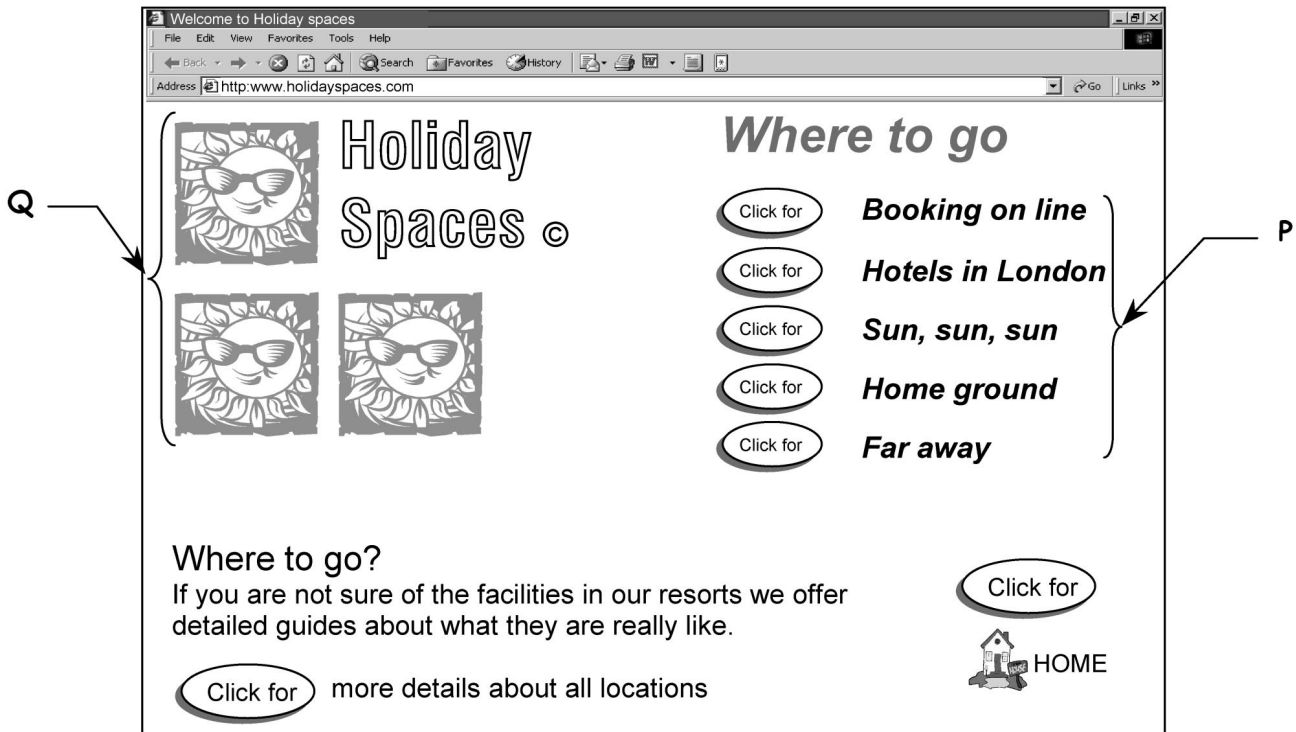 Welcome to Holiday spaces
File Edit View Favorites Tools Help
Back Search Favorites History
Address http:www.holidayspaces.com Go Links »
Q
Holiday
Spaces ©
Where to go
Click for Booking on line
Click for Hotels in London
Click for Sun, sun, sun
Click for Home ground
Click for Far away
P
Where to go?
If you are not sure of the facilities in our resorts we offer
detailed guides about what they are really like.
Click for more details about all locations
Click for
HOME